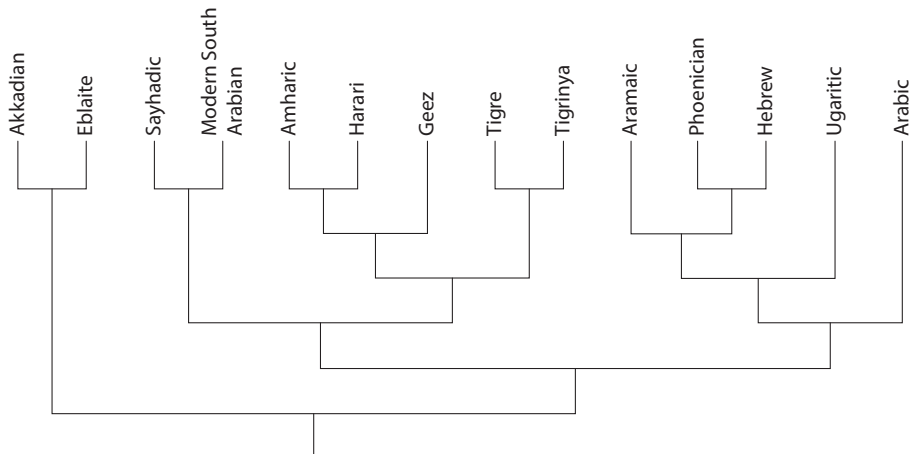 Akkadian
Eblaite
Sayhadic
Modern South
Arabian
Amharic
Harari
Geez
Tigre
Tigrinya
Aramaic
Phoenician
Hebrew
Ugaritic
Arabic